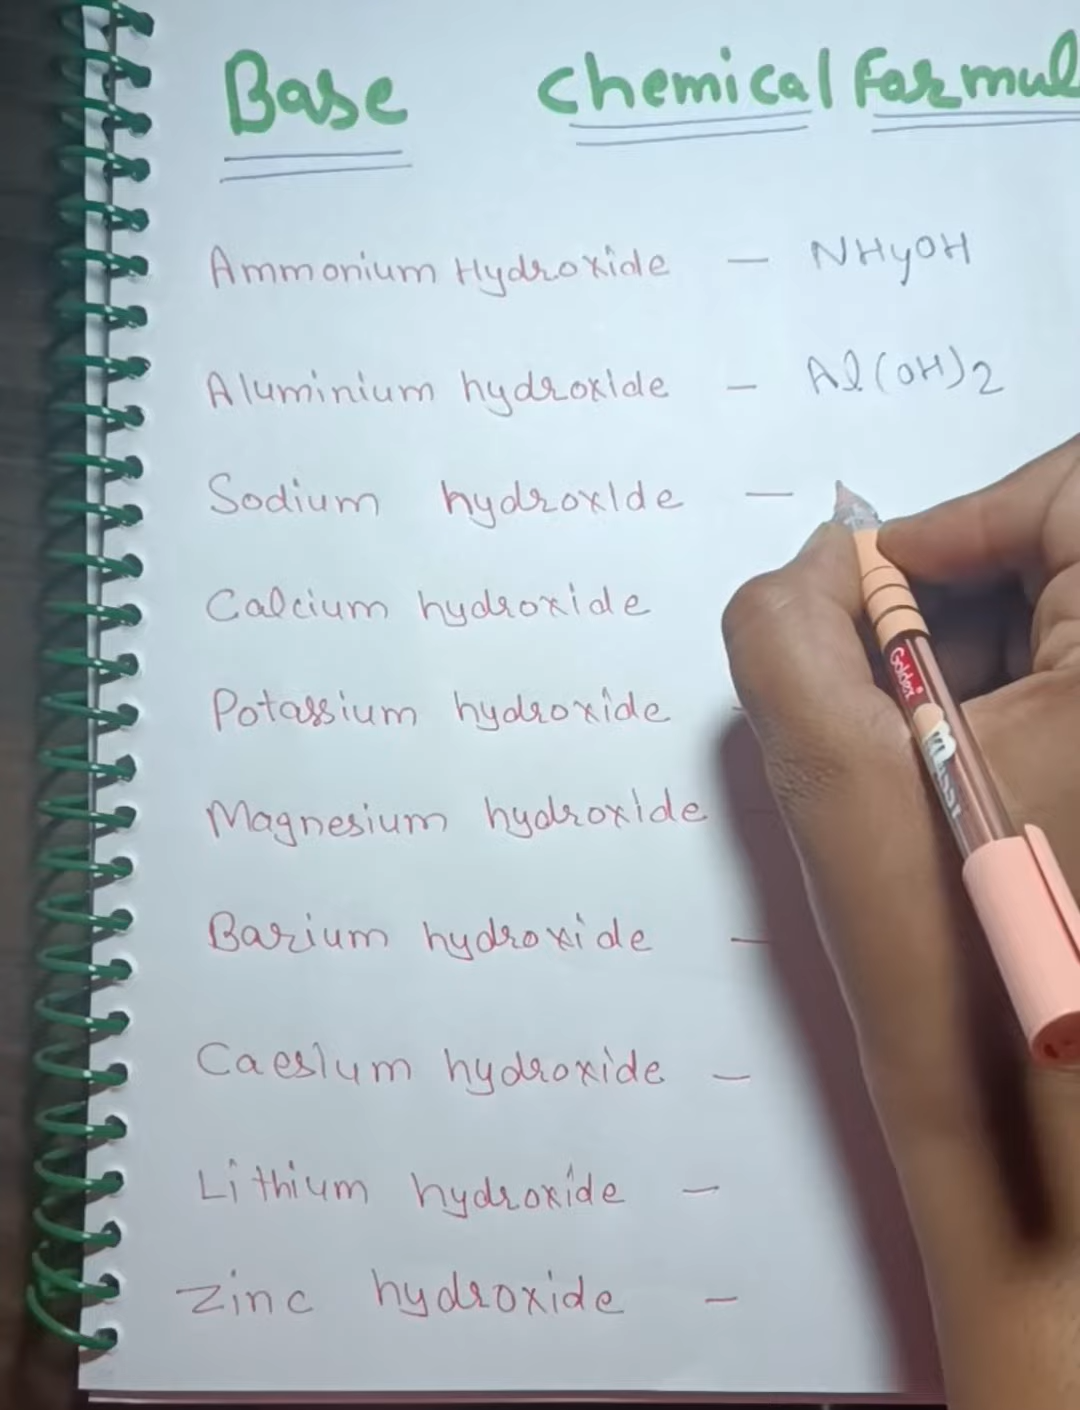 Base Chemical Formul
Ammonium Hydroxide — NH4OH
Aluminium hydroxide — Al(OH)2
Sodium hydroxide —
Calcium hydroxide
Potassium hydroxide -
Magnesium hydroxide
Barium hydroxide —
Caesium hydroxide —
Lithium hydroxide —
Zinc hydroxide —
Goldex